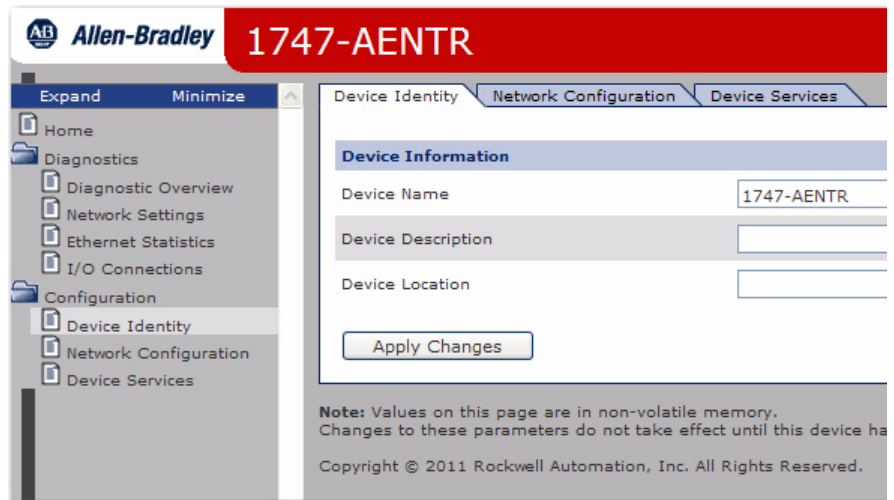 AB
Allen-Bradley
1747-AENTR
Expand Minimize
Home
Diagnostics
Diagnostic Overview
Network Settings
Ethernet Statistics
I/O Connections
Configuration
Device Identity
Network Configuration
Device Services
Device Identity Network Configuration Device Services
Device Information
Device Name 1747-AENTR
Device Description
Device Location
Apply Changes
Note: Values on this page are in non-volatile memory.
Changes to these parameters do not take effect until this device ha
Copyright © 2011 Rockwell Automation, Inc. All Rights Reserved.